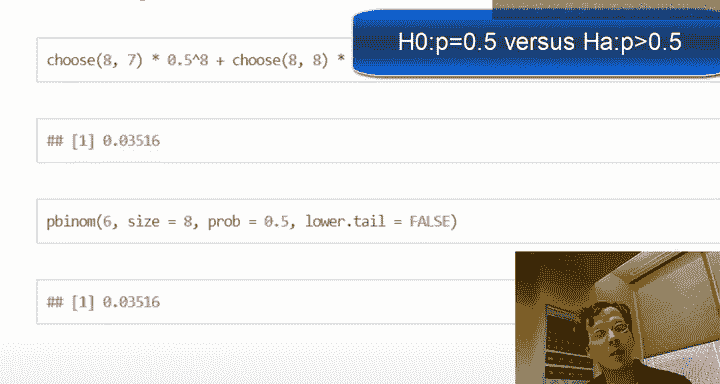 H0:p=0.5 versus Ha:p>0.5
choose(8, 7) * 0.5^8 + choose(8, 8) *
## [1] 0.03516
pbinom(6, size = 8, prob = 0.5, lower.tail = FALSE)
## [1] 0.03516